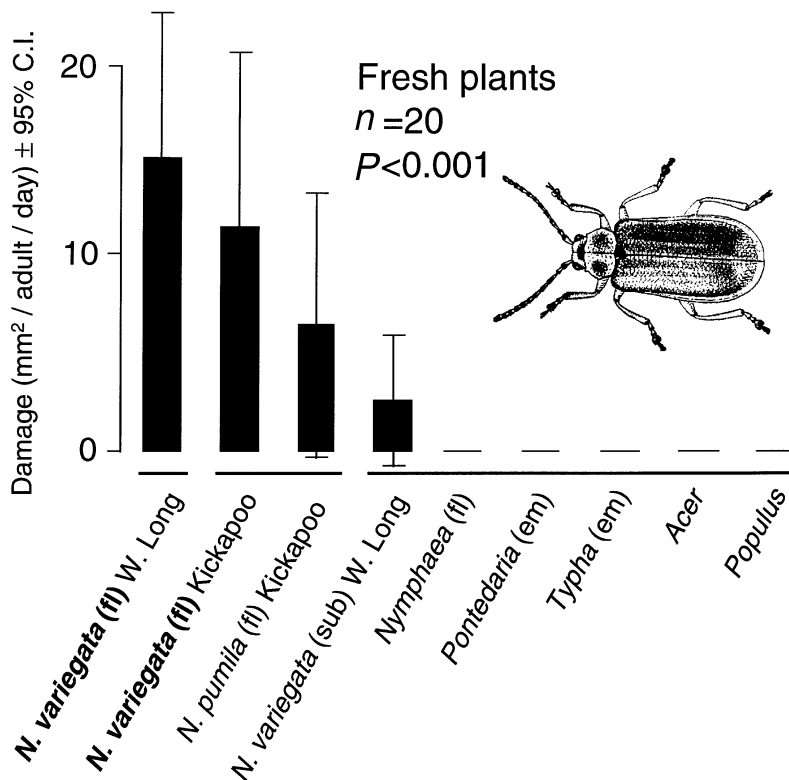 Damage (mm² / adult / day) ± 95% C.I.
20
10
0
Fresh plants
n =20
P<0.001
N. variegata (fl) W. Long
N. variegata (fl) Kickapoo
N. pumila (fl) Kickapoo
N. variegata (sub) W. Long
Nymphaea (fl)
Pontedaria (em)
Typha (em)
Acer
Populus